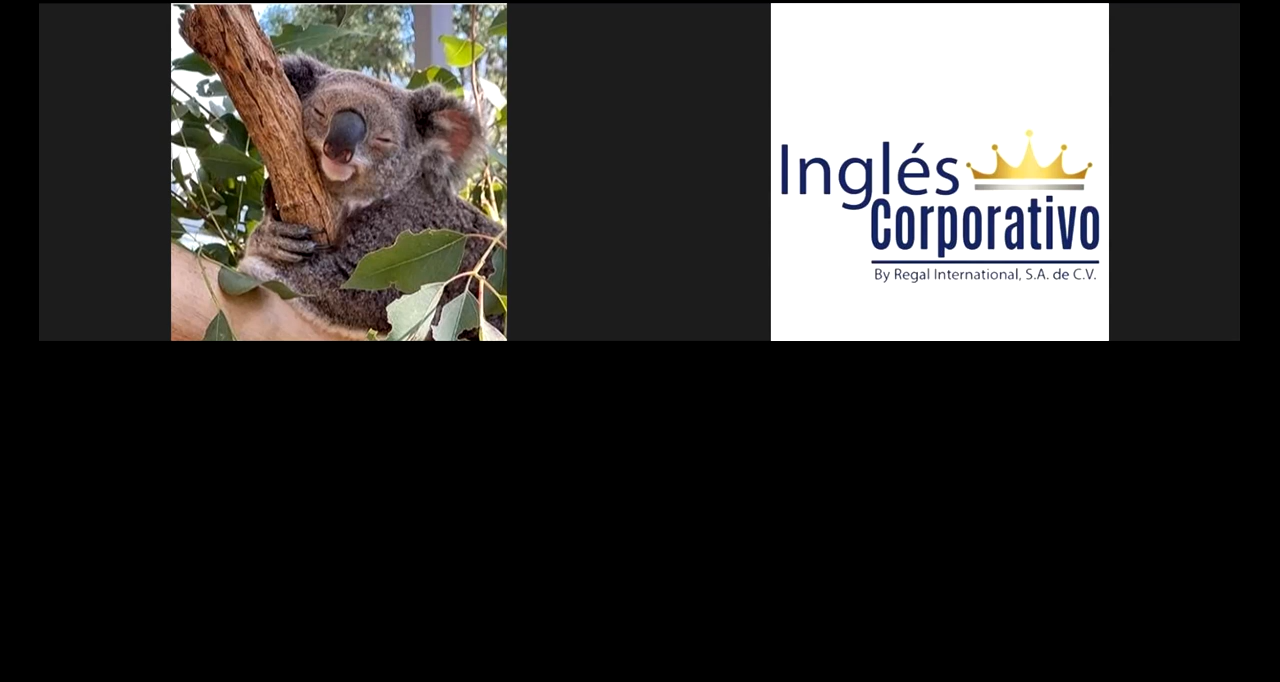 Inglés
Corporativo
By Regal International, S.A. de C.V.